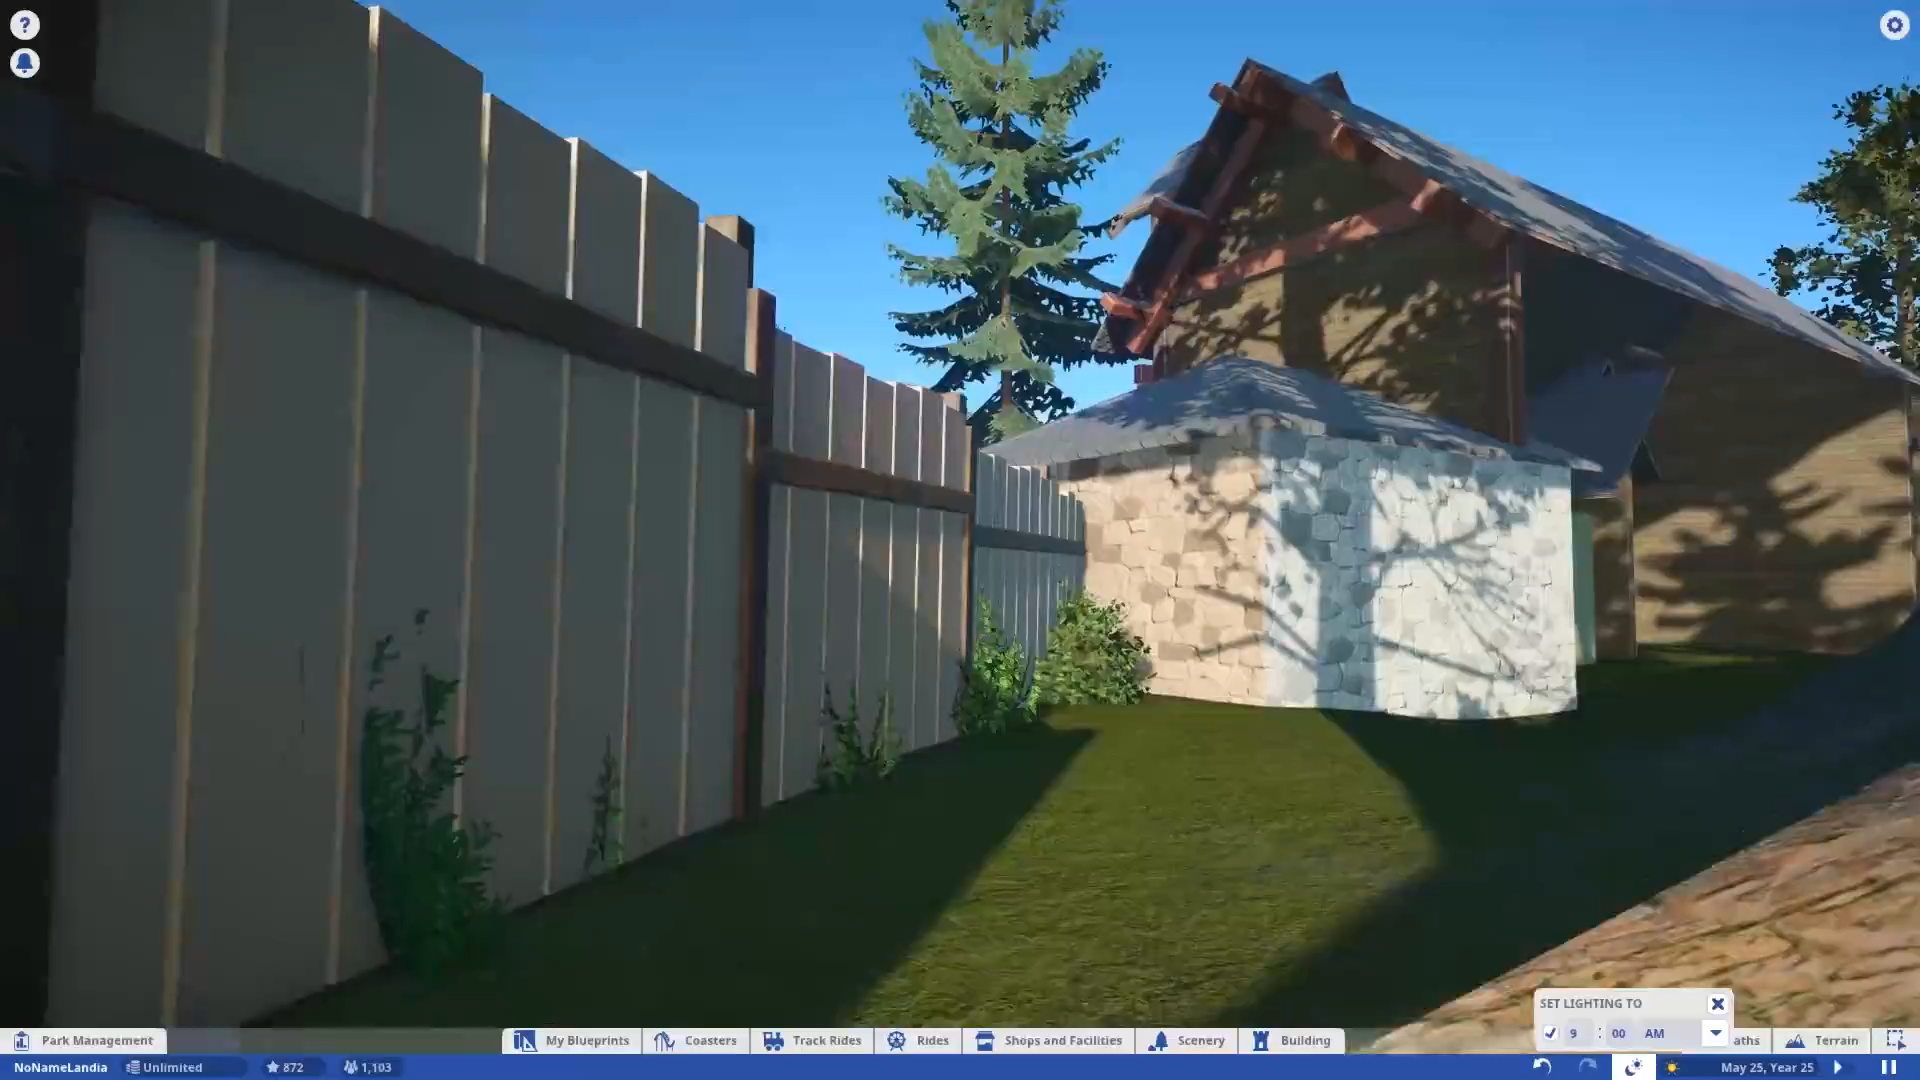 ?
SET LIGHTING TO
9 : 00 AM
Park Management
My Blueprints
Coasters
Track Rides
Rides
Shops and Facilities
Scenery
Building
aths
Terrain
NoNameLandia
Unlimited
872
1,103
May 25, Year 25